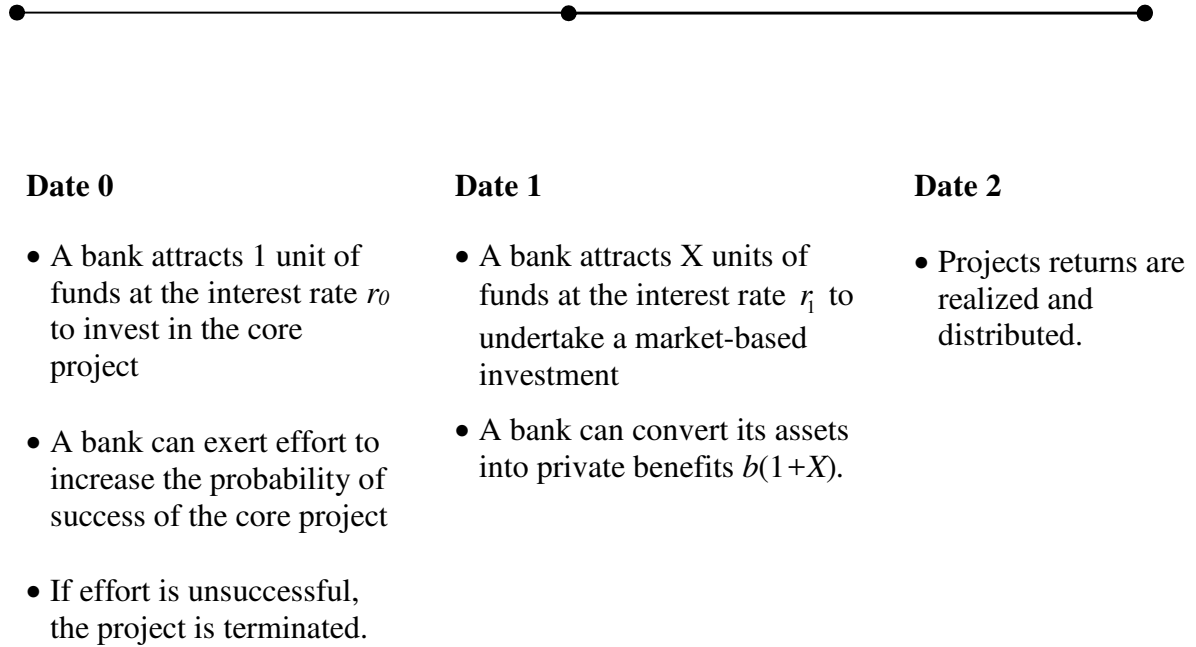 Date 0
• A bank attracts 1 unit of
funds at the interest rate r0
to invest in the core
project
• A bank can exert effort to
increase the probability of
success of the core project
• If effort is unsuccessful,
the project is terminated.
Date 1
• A bank attracts X units of
funds at the interest rate r1 to
undertake a market-based
investment
• A bank can convert its assets
into private benefits b(1+X).
Date 2
• Projects returns are
realized and
distributed.